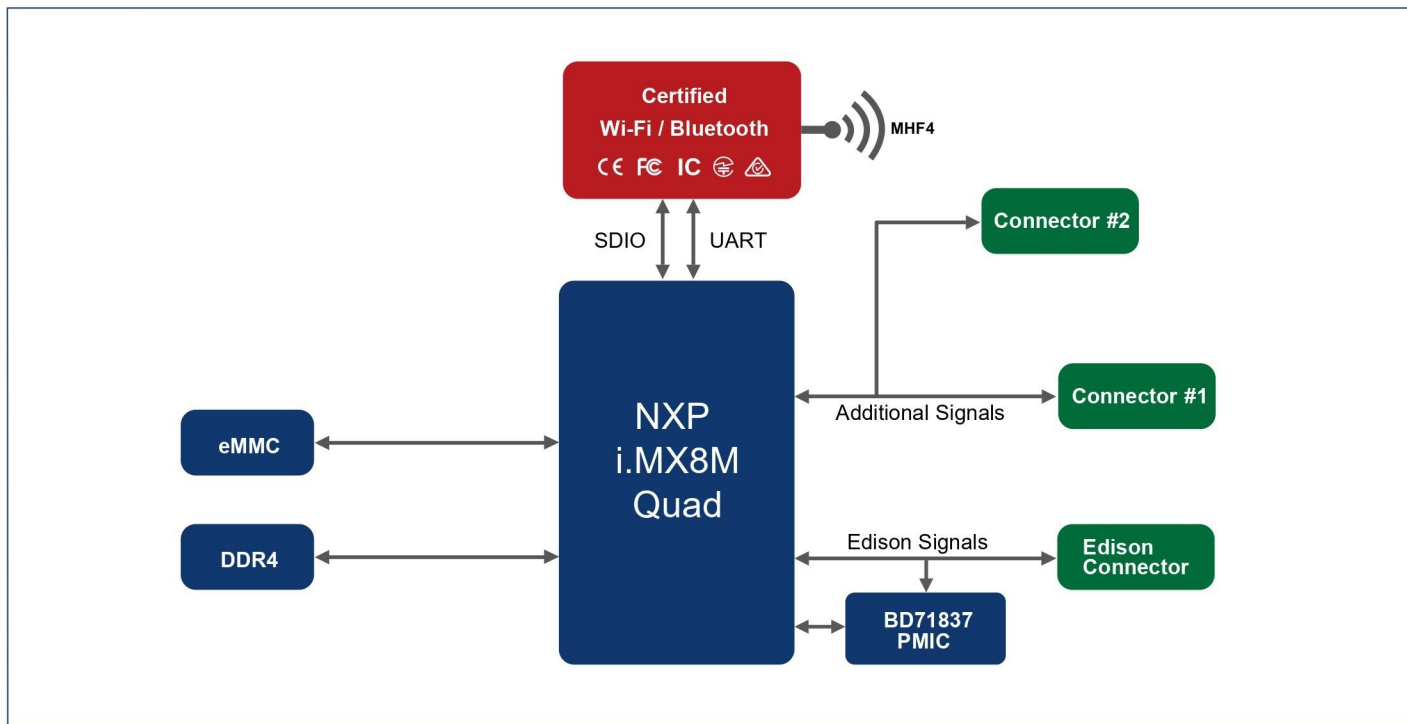 Certified
Wi-Fi / Bluetooth
CE FC IC
MHF4
SDIO
UART
Connector #2
NXP
i.MX8M
Quad
Connector #1
Additional Signals
eMMC
DDR4
Edison Signals
Edison
Connector
BD71837
PMIC